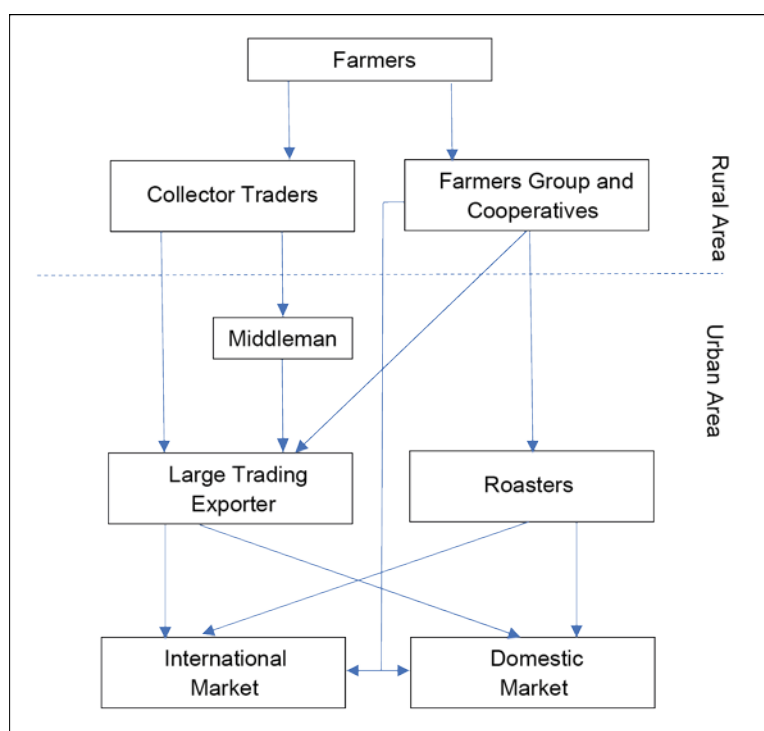 Farmers
Collector Traders
Farmers Group and
Cooperatives
Rural Area
Middleman
Urban Area
Large Trading
Exporter
Roasters
International
Market
Domestic
Market